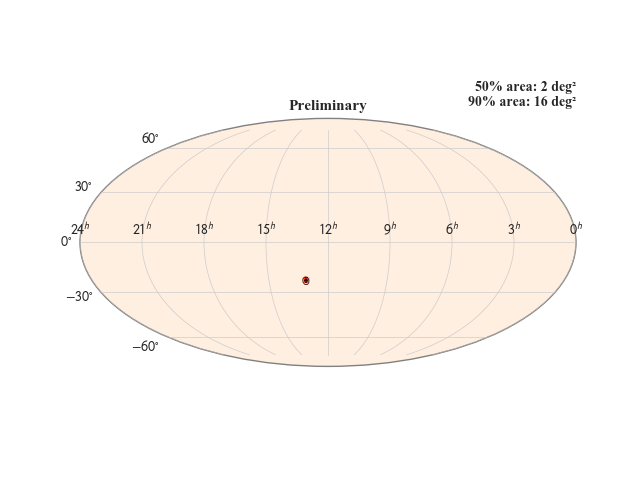 50% area: 2 deg²
90% area: 16 deg²
Preliminary
60°
30°
24ʰ 21ʰ 18ʰ 15ʰ 12ʰ 9ʰ 6ʰ 3ʰ 0ʰ
0°
−30°
−60°